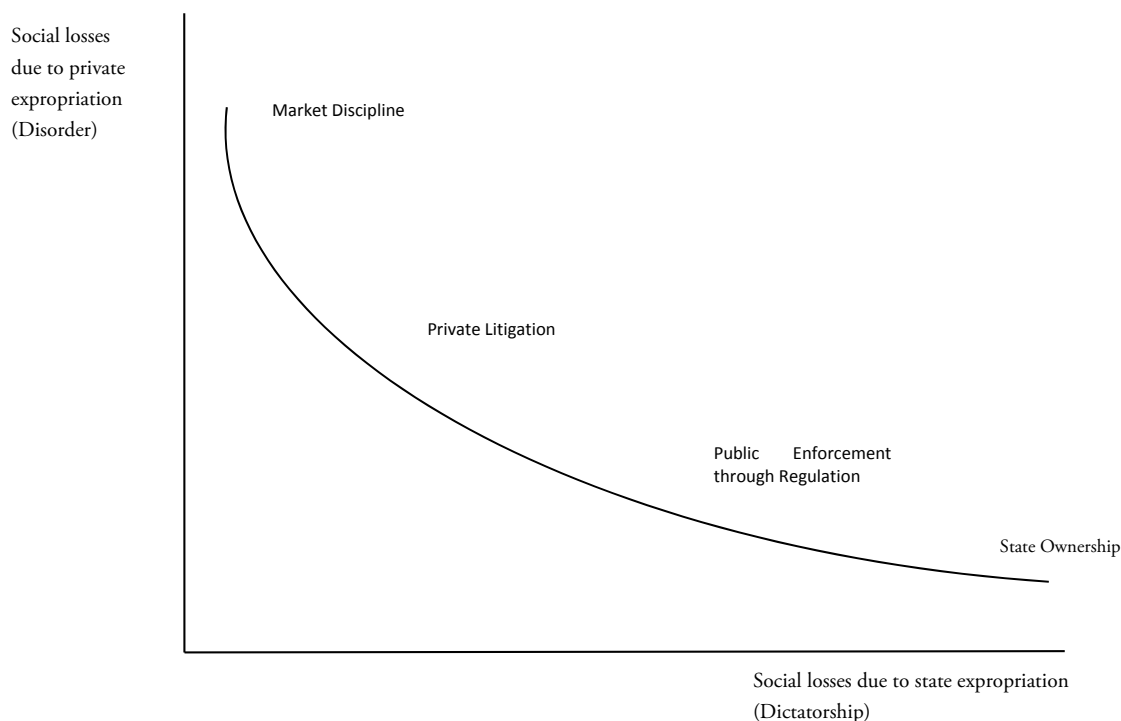 Social losses
due to private
expropriation
(Disorder)
Market Discipline
Private Litigation
Public Enforcement
through Regulation
State Ownership
Social losses due to state expropriation
(Dictatorship)